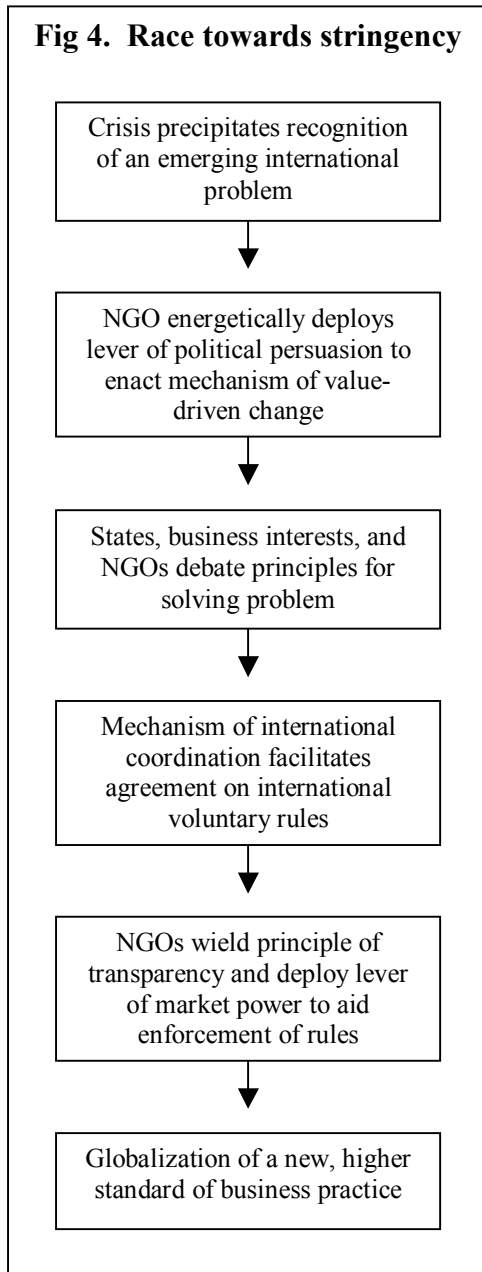 Fig 4.  Race towards stringency
Crisis precipitates recognition
of an emerging international
problem
NGO energetically deploys
lever of political persuasion to
enact mechanism of value-
driven change
States, business interests, and
NGOs debate principles for
solving problem
Mechanism of international
coordination facilitates
agreement on international
voluntary rules
NGOs wield principle of
transparency and deploy lever
of market power to aid
enforcement of rules
Globalization of a new, higher
standard of business practice